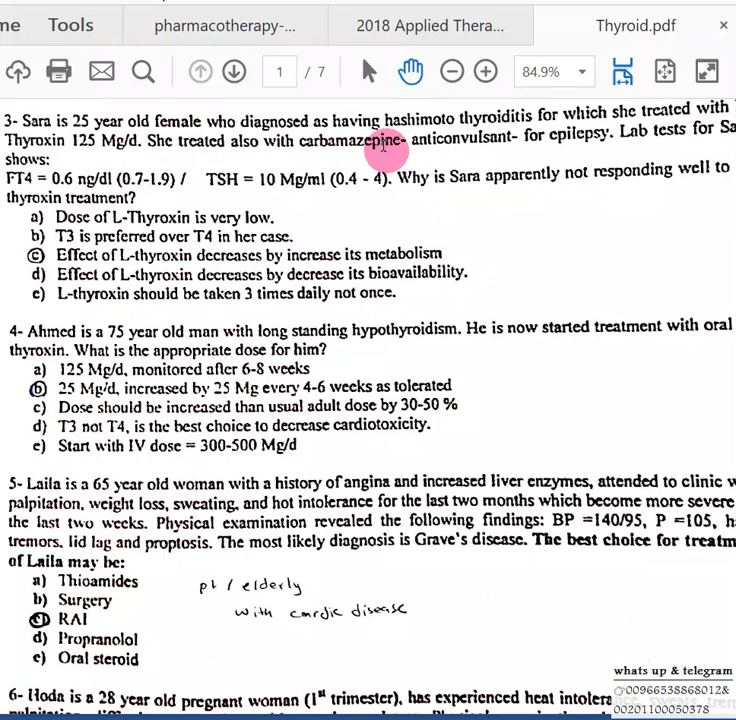 me Tools pharmacotherapy-... 2018 Applied Thera... Thyroid.pdf ×
1 / 7 84.9%
3- Sara is 25 year old female who diagnosed as having hashimoto thyroiditis for which she treated with
Thyroxin 125 Mg/d. She treated also with carbamazepine- anticonvulsant- for epilepsy. Lab tests for Sa
shows:
FT4 = 0.6 ng/dl (0.7-1.9) / TSH = 10 Mg/ml (0.4 - 4). Why is Sara apparently not responding well to
thyroxin treatment?
a) Dose of L-Thyroxin is very low.
b) T3 is preferred over T4 in her case.
c) Effect of L-thyroxin decreases by increase its metabolism
d) Effect of L-thyroxin decreases by decrease its bioavailability.
e) L-thyroxin should be taken 3 times daily not once.
4- Ahmed is a 75 year old man with long standing hypothyroidism. He is now started treatment with oral
thyroxin. What is the appropriate dose for him?
a) 125 Mg/d, monitored after 6-8 weeks
b) 25 Mg/d, increased by 25 Mg every 4-6 weeks as tolerated
c) Dose should be increased than usual adult dose by 30-50 %
d) T3 not T4, is the best choice to decrease cardiotoxicity.
e) Start with IV dose = 300-500 Mg/d
5- Laila is a 65 year old woman with a history of angina and increased liver enzymes, attended to clinic w
palpitation, weight loss, sweating, and hot intolerance for the last two months which become more severe
the last two weeks. Physical examination revealed the following findings: BP =140/95, P =105, h
tremors, lid lag and proptosis. The most likely diagnosis is Grave's disease. The best choice for treatm
of Laila may be:
a) Thioamides
b) Surgery
c) RAI
d) Propranolol
e) Oral steroid
pt / elderly
with cardic disease
whats up & telegram
00966538868012&
00201100050378
6- Hoda is a 28 year old pregnant woman (1st trimester), has experienced heat intolera